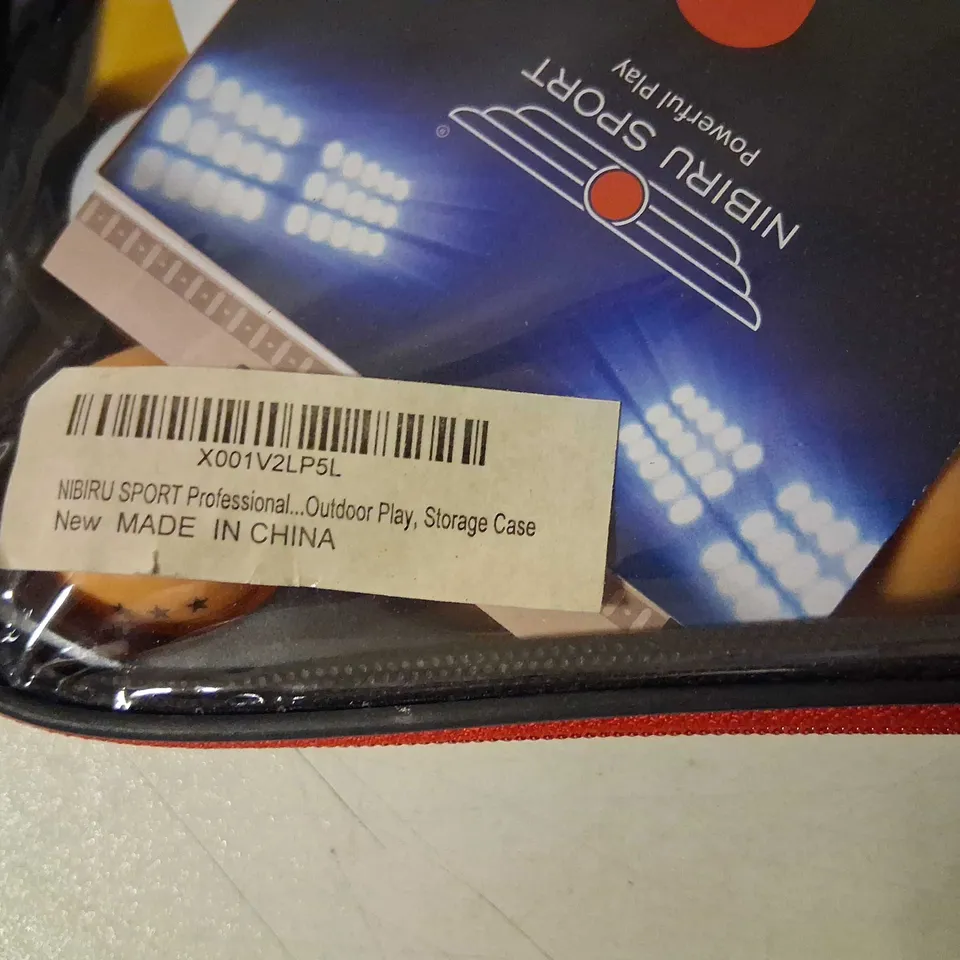 NIBIRU SPORT
Powerful Play
®
X001V2LP5L
NIBIRU SPORT Professional...Outdoor Play, Storage Case
New MADE IN CHINA